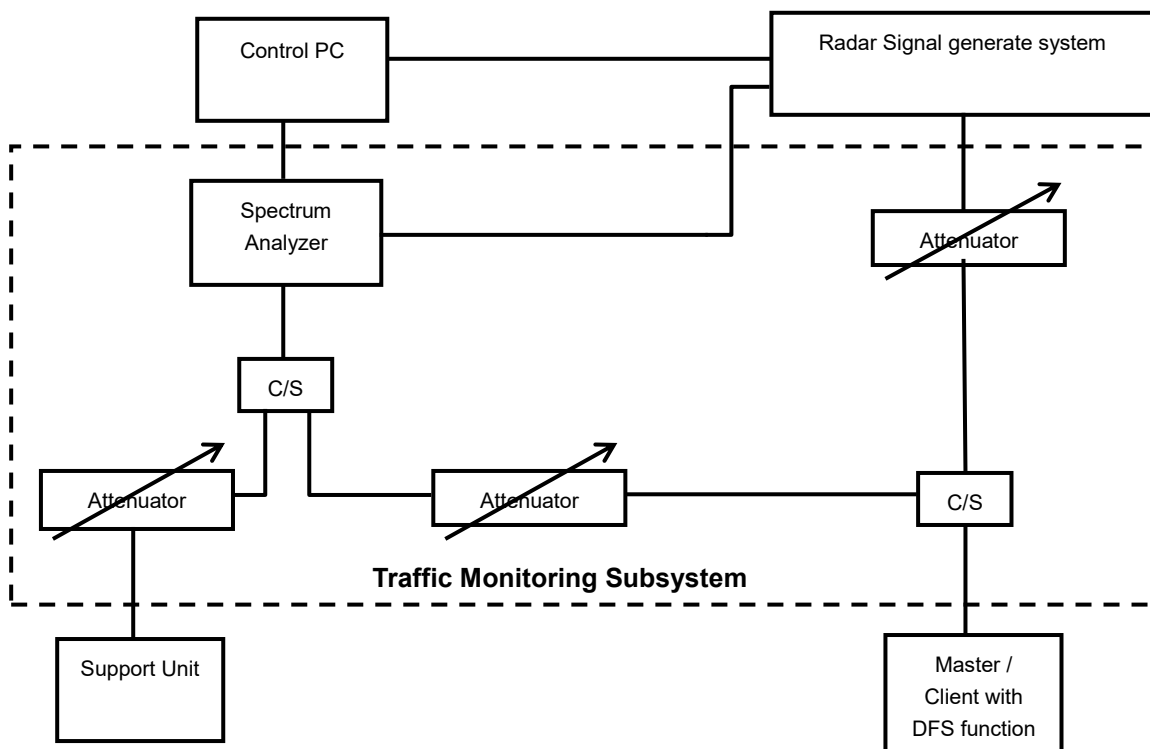 Control PC
Radar Signal generate system
Spectrum
Analyzer
Attenuator
C/S
Attenuator
Attenuator
C/S
Traffic Monitoring Subsystem
Support Unit
Master /
Client with
DFS function